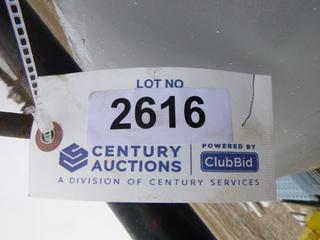 LOT NO
2616
CENTURY
AUCTIONS
POWERED BY
ClubBid
A DIVISION OF CENTURY SERVICES